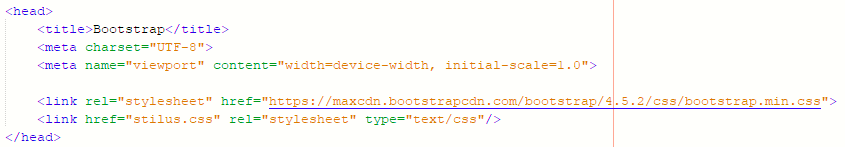 <head>
<title>Bootstrap</title>
<meta charset="UTF-8">
<meta name="viewport" content="width=device-width, initial-scale=1.0">
<link rel="stylesheet" href="https://maxcdn.bootstrapcdn.com/bootstrap/4.5.2/css/bootstrap.min.css">
<link href="stilus.css" rel="stylesheet" type="text/css"/>
</head>